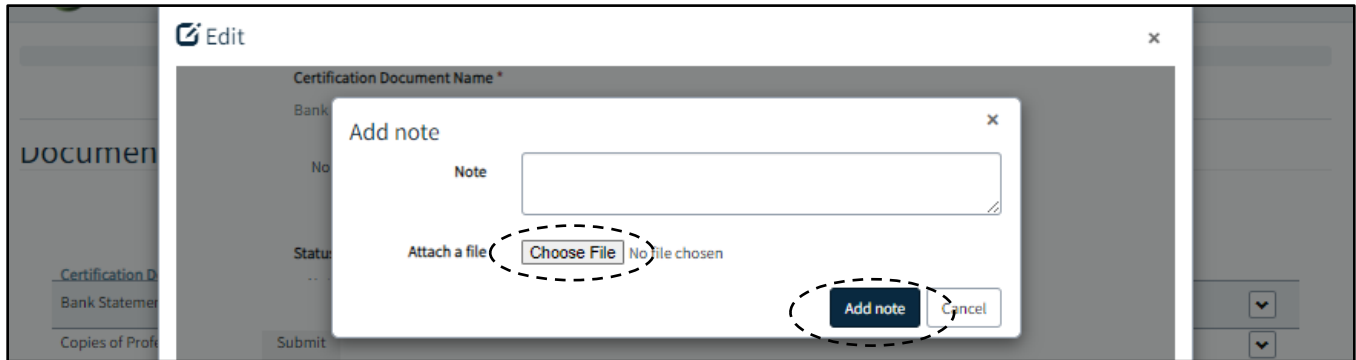 Edit ×
Certification Document Name *
Bank
Add note ×
Documen
No
Note
Attach a file Choose File No file chosen
Status
Certification D
Bank Statemen
Add note Cancel
Copies of Profe
Submit